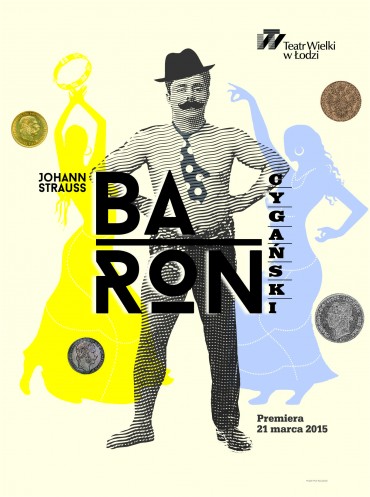 Teatr Wielki
w Łodzi
JOHANN
STRAUSS
BA
RON
CYGAŃSKI
Premiera
21 marca 2015